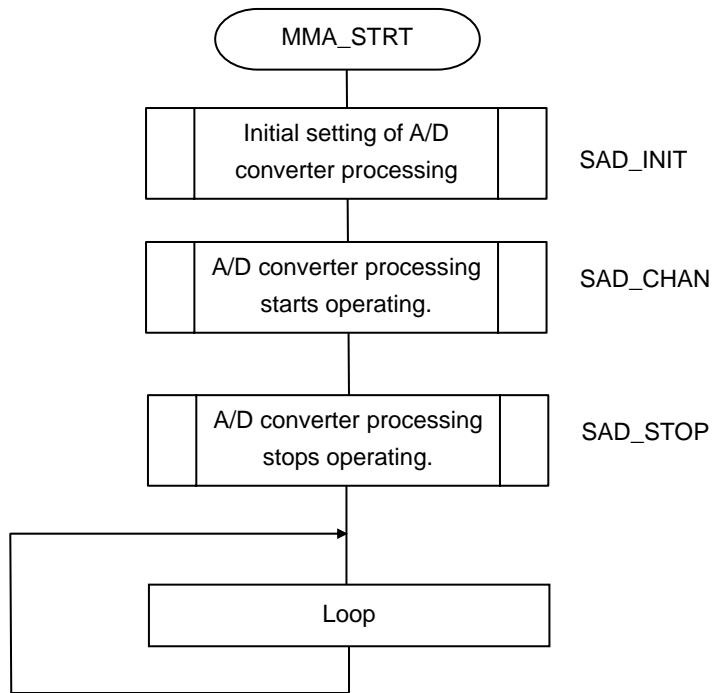 MMA_STRT
Initial setting of A/D
converter processing
SAD_INIT
A/D converter processing
starts operating.
SAD_CHAN
A/D converter processing
stops operating.
SAD_STOP
Loop